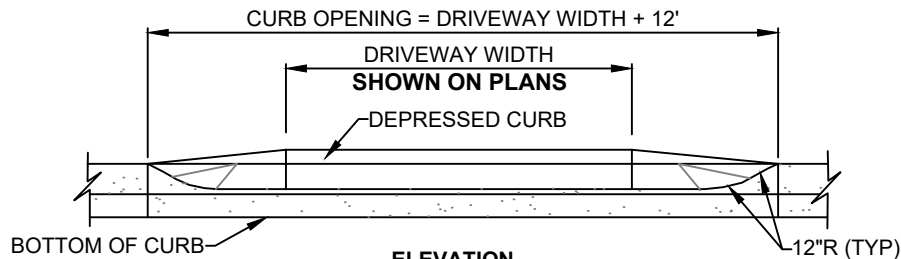 CURB OPENING = DRIVEWAY WIDTH + 12'
DRIVEWAY WIDTH
SHOWN ON PLANS
DEPRESSED CURB
BOTTOM OF CURB
12"R (TYP)
ELEVATION